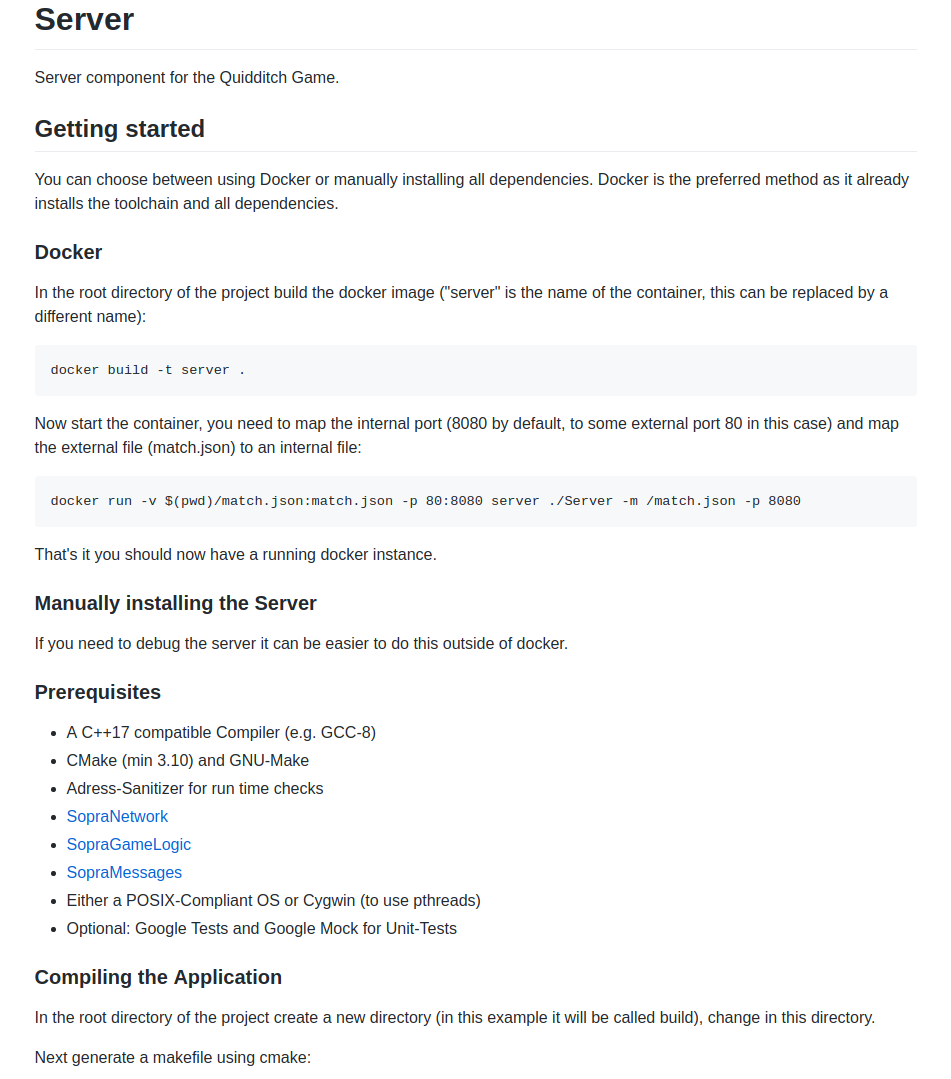 Server
Server component for the Quidditch Game.
Getting started
You can choose between using Docker or manually installing all dependencies. Docker is the preferred method as it already
installs the toolchain and all dependencies.
Docker
In the root directory of the project build the docker image ("server" is the name of the container, this can be replaced by a
different name):
docker build -t server .
Now start the container, you need to map the internal port (8080 by default, to some external port 80 in this case) and map
the external file (match.json) to an internal file:
docker run -v $(pwd)/match.json:match.json -p 80:8080 server ./Server -m /match.json -p 8080
That's it you should now have a running docker instance.
Manually installing the Server
If you need to debug the server it can be easier to do this outside of docker.
Prerequisites
A C++17 compatible Compiler (e.g. GCC-8)
CMake (min 3.10) and GNU-Make
Adress-Sanitizer for run time checks
SopraNetwork
SopraGameLogic
SopraMessages
Either a POSIX-Compliant OS or Cygwin (to use pthreads)
Optional: Google Tests and Google Mock for Unit-Tests
Compiling the Application
In the root directory of the project create a new directory (in this example it will be called build), change in this directory.
Next generate a makefile using cmake: